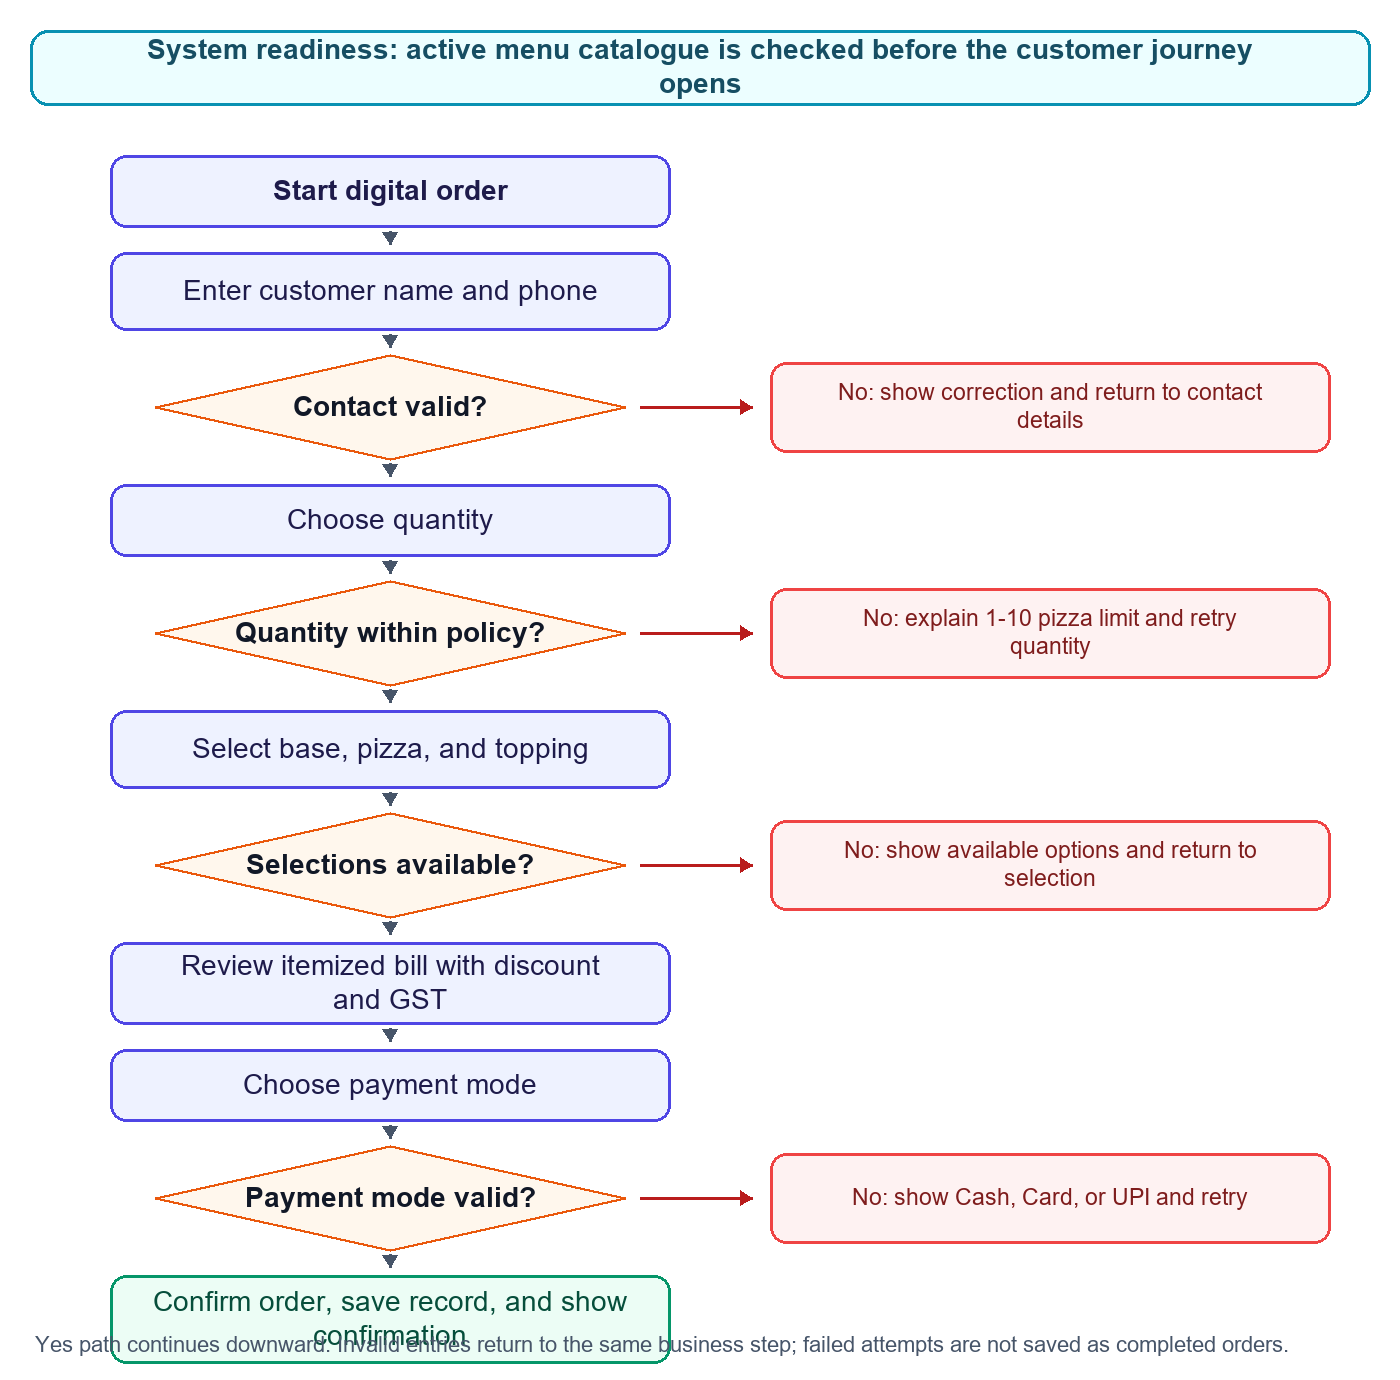 System readiness: active menu catalogue is checked before the customer journey
opens
Start digital order
Enter customer name and phone
Contact valid?
No: show correction and return to contact
details
Choose quantity
Quantity within policy?
No: explain 1-10 pizza limit and retry
quantity
Select base, pizza, and topping
Selections available?
No: show available options and return to
selection
Review itemized bill with discount
and GST
Choose payment mode
Payment mode valid?
No: show Cash, Card, or UPI and retry
Confirm order, save record, and show
confirmation
Yes path continues downward. Invalid entries return to the same business step; failed attempts are not saved as completed orders.